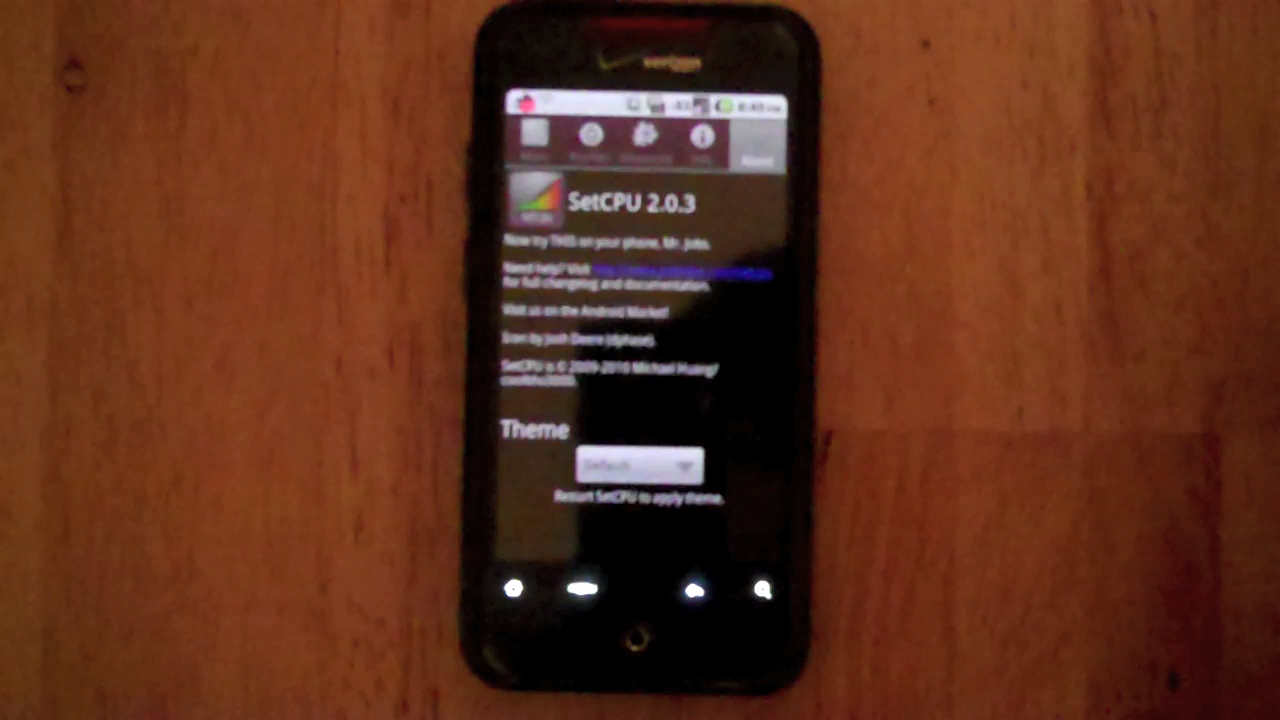 verizon
About
SetCPU 2.0.3
Now try THIS on your phone, Mr. Jobs.
Need help? Visit
for full changelog and documentation.
Visit us on the Android Market!
Icon by Josh Deere
SetCPU is © 2009-2010 Michael Huang/
Theme
Default
Restart SetCPU to apply theme.